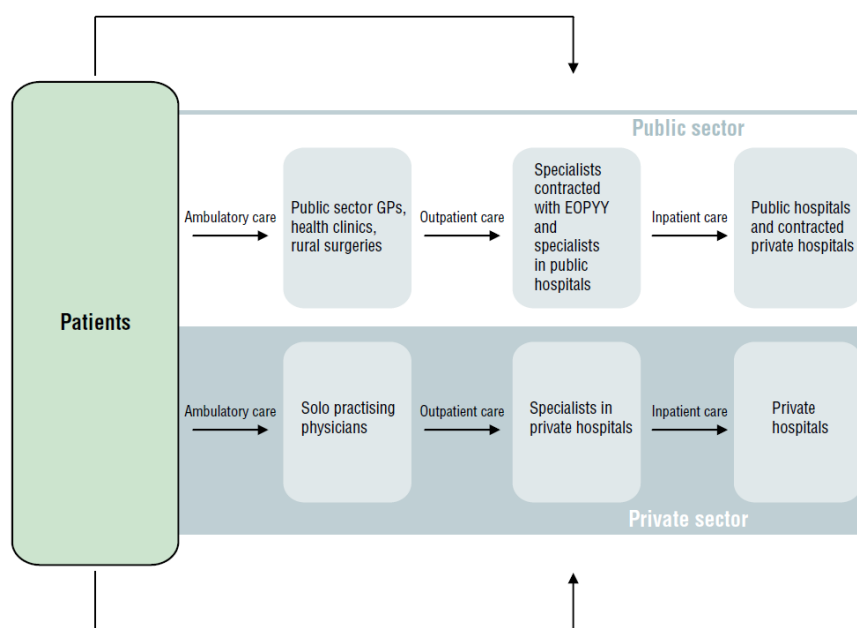 Public sector
Ambulatory care
Public sector GPs,
health clinics,
rural surgeries
Outpatient care
Specialists
contracted
with EOPYY
and
specialists
in public
hospitals
Inpatient care
Public hospitals
and contracted
private hospitals
Patients
Ambulatory care
Solo practising
physicians
Outpatient care
Specialists in
private hospitals
Inpatient care
Private
hospitals
Private sector